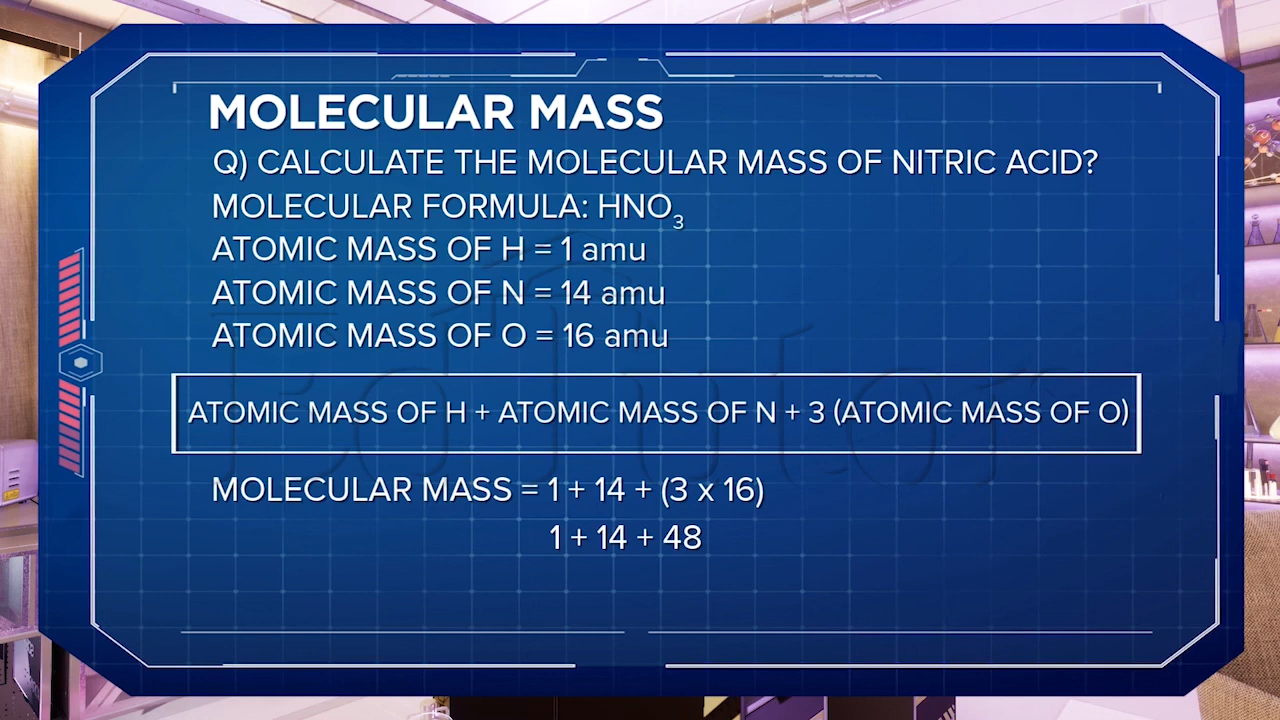 MOLECULAR MASS
Q) CALCULATE THE MOLECULAR MASS OF NITRIC ACID?
MOLECULAR FORMULA: HNO₃
ATOMIC MASS OF H = 1 amu
ATOMIC MASS OF N = 14 amu
ATOMIC MASS OF O = 16 amu
ATOMIC MASS OF H + ATOMIC MASS OF N + 3 (ATOMIC MASS OF O)
MOLECULAR MASS = 1 + 14 + (3 x 16)
1 + 14 + 48
EdTutor